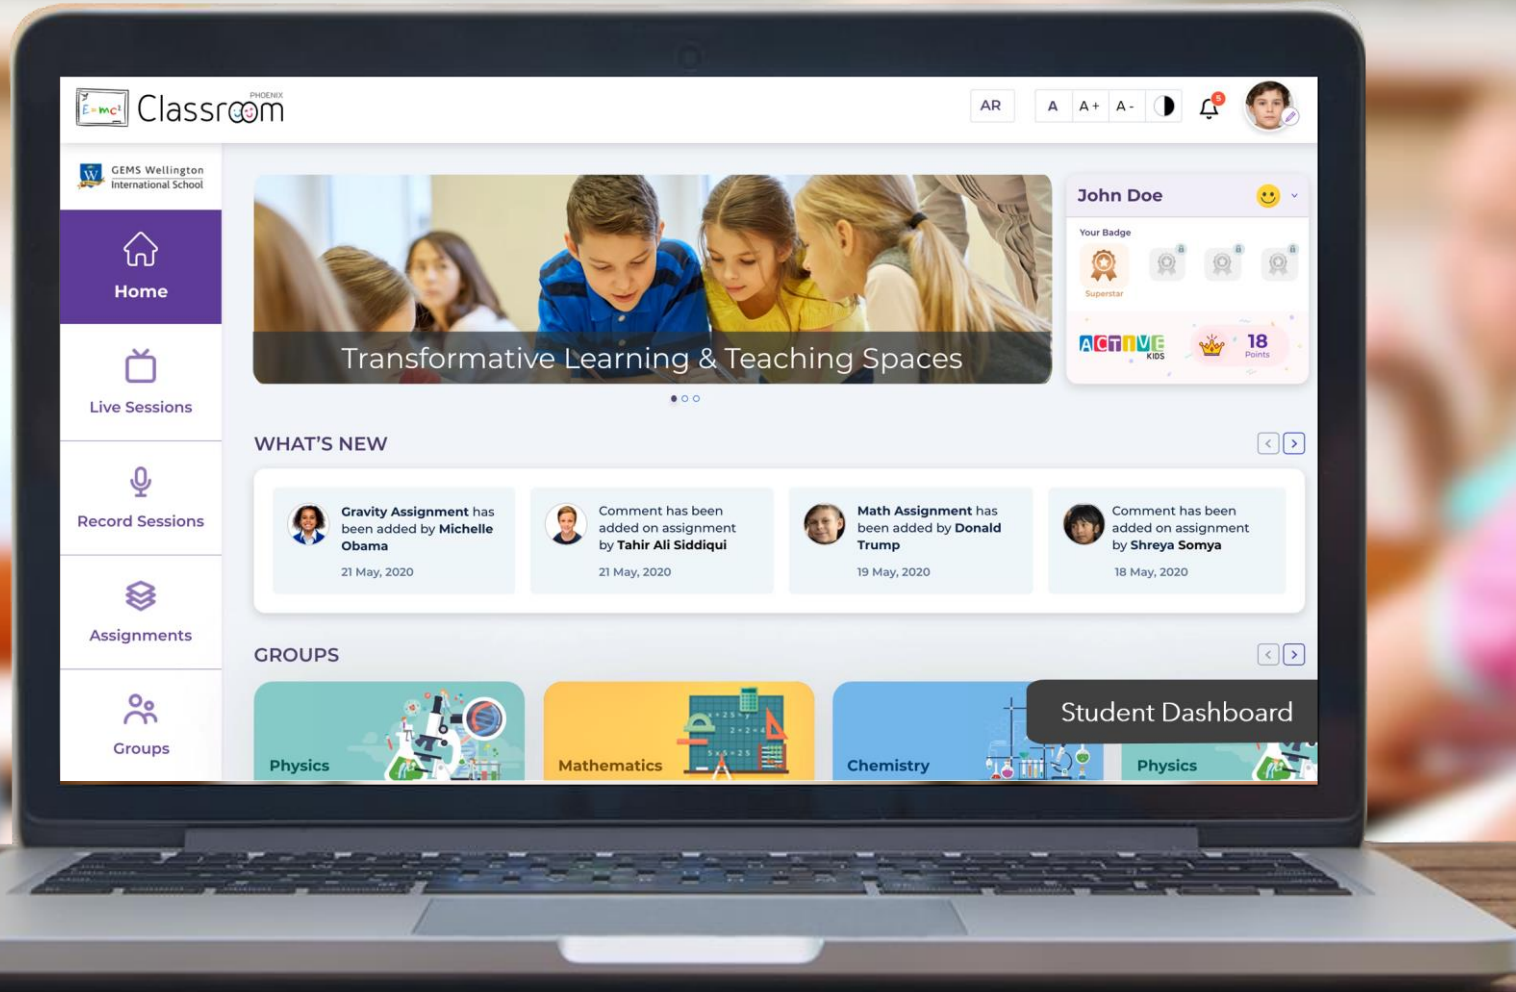 E=mc²
Classroom
PHOENIX
AR
A
A+
A-
5
W
GEMS Wellington
International School
Home
Live Sessions
Record Sessions
Assignments
Groups
Transformative Learning & Teaching Spaces
John Doe
Your Badge
Superstar
ACTIVE
KIDS
18
Points
WHAT'S NEW
Gravity Assignment has
been added by Michelle
Obama
21 May, 2020
Comment has been
added on assignment
by Tahir Ali Siddiqui
21 May, 2020
Math Assignment has
been added by Donald
Trump
19 May, 2020
Comment has been
added on assignment
by Shreya Somya
18 May, 2020
GROUPS
Physics
Mathematics
Chemistry
Physics
Student Dashboard